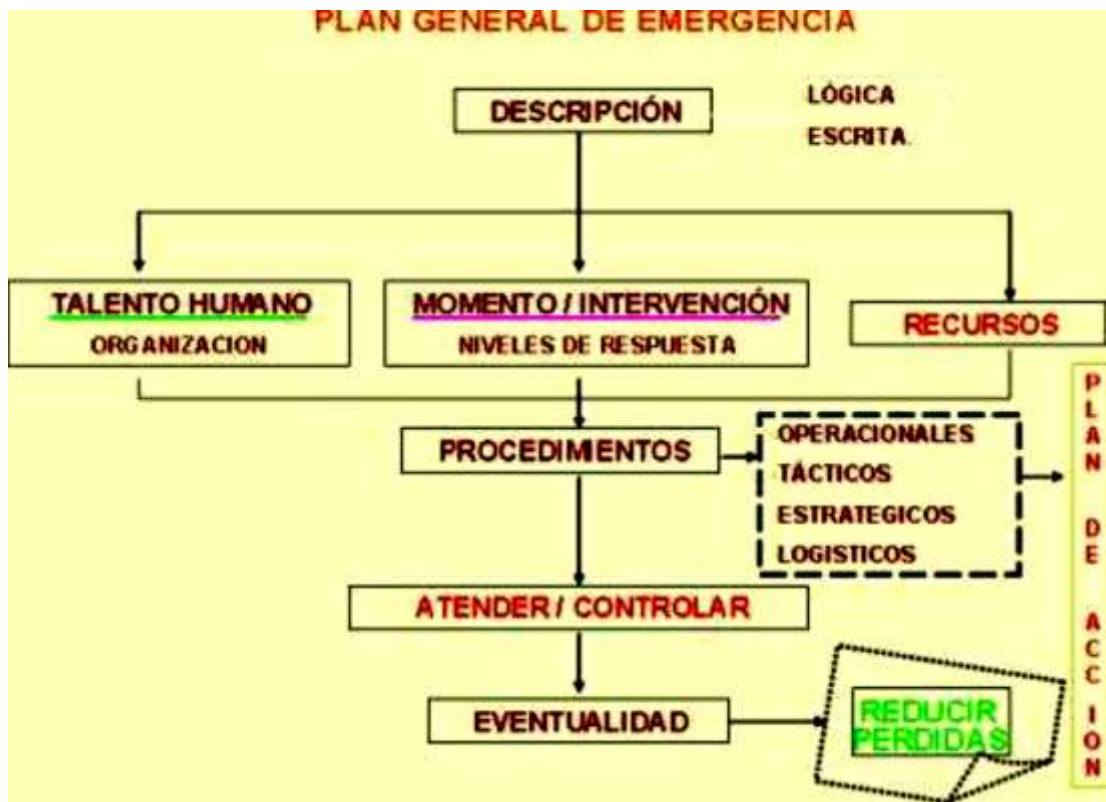 PLAN GENERAL DE EMERGENCIA
DESCRIPCIÓN
LÓGICA
ESCRITA.
TALENTO HUMANO
ORGANIZACION
MOMENTO / INTERVENCIÓN
NIVELES DE RESPUESTA
RECURSOS
PROCEDIMIENTOS
OPERACIONALES
TÁCTICOS
ESTRATEGICOS
LOGISTICOS
PLAN DE ACCION
ATENDER / CONTROLAR
EVENTUALIDAD
REDUCIR
PERDIDAS